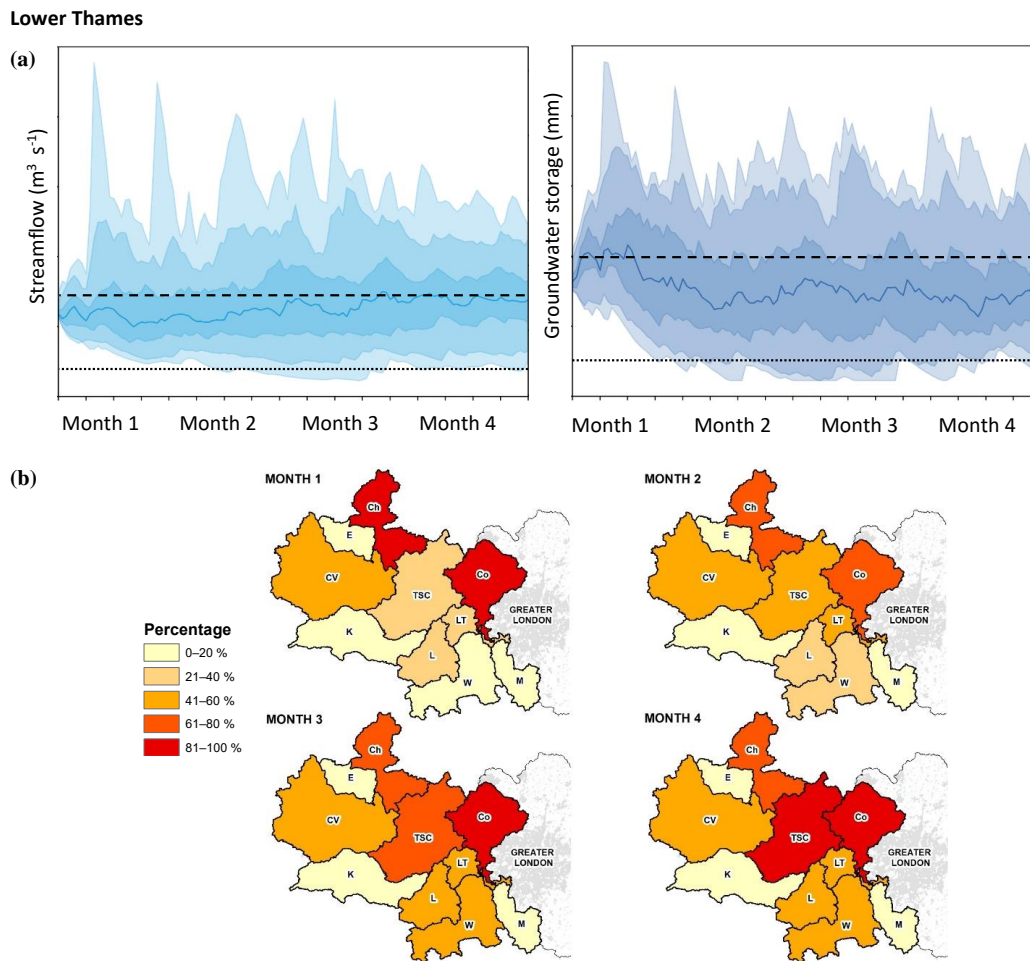 Lower Thames
(a)
Streamflow (m³ s⁻¹)
Month 1 Month 2 Month 3 Month 4
Groundwater storage (mm)
Month 1 Month 2 Month 3 Month 4
(b)
MONTH 1
Ch
E
CV
TSC
Co
K
LT
L
W
M
GREATER
LONDON
MONTH 2
Ch
E
CV
TSC
Co
K
LT
L
W
M
GREATER
LONDON
Percentage
0–20 %
21–40 %
41–60 %
61–80 %
81–100 %
MONTH 3
Ch
E
CV
TSC
Co
K
LT
L
W
M
GREATER
LONDON
MONTH 4
Ch
E
CV
TSC
Co
K
LT
L
W
M
GREATER
LONDON